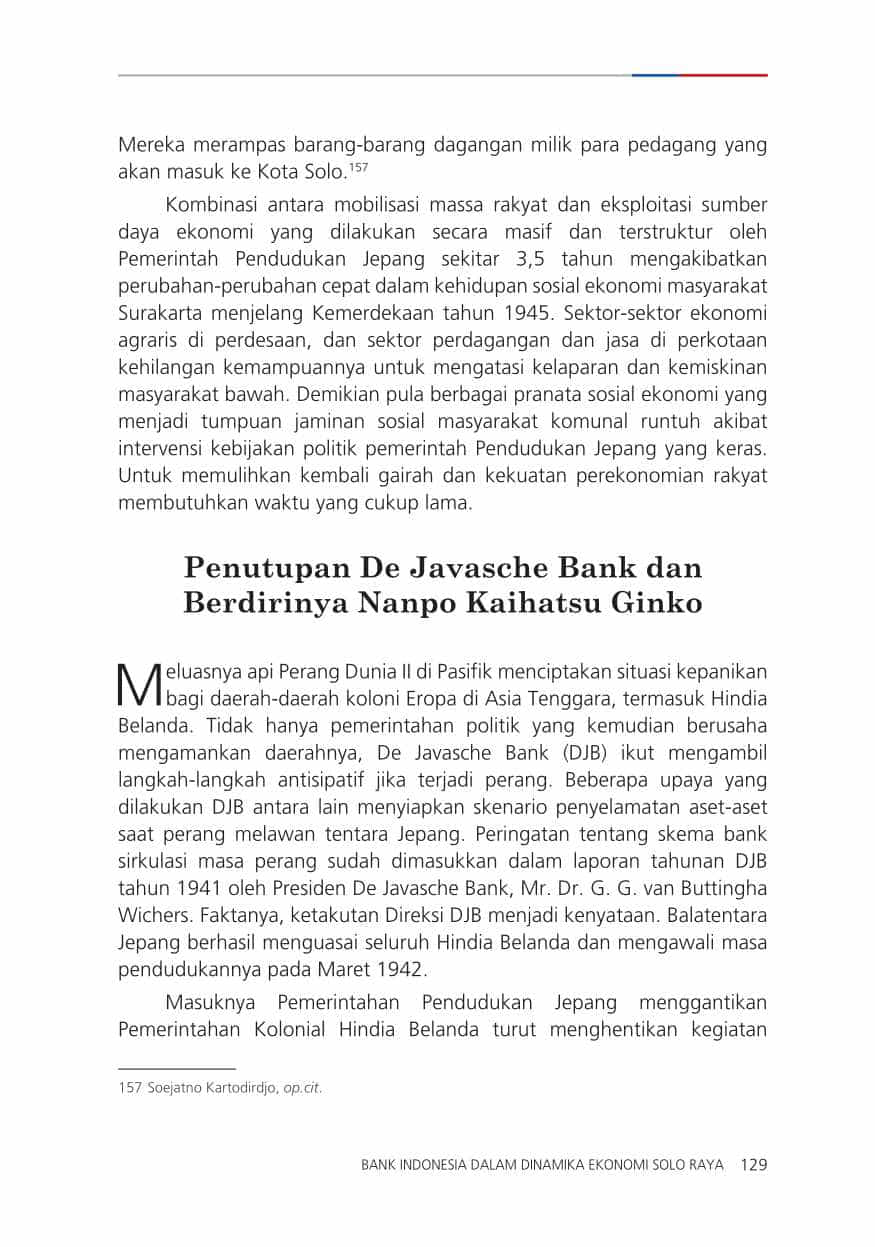 Mereka merampas barang-barang dagangan milik para pedagang yang
akan masuk ke Kota Solo.157
Kombinasi antara mobilisasi massa rakyat dan eksploitasi sumber
daya ekonomi yang dilakukan secara masif dan terstruktur oleh
Pemerintah Pendudukan Jepang sekitar 3,5 tahun mengakibatkan
perubahan-perubahan cepat dalam kehidupan sosial ekonomi masyarakat
Surakarta menjelang Kemerdekaan tahun 1945. Sektor-sektor ekonomi
agraris di perdesaan, dan sektor perdagangan dan jasa di perkotaan
kehilangan kemampuannya untuk mengatasi kelaparan dan kemiskinan
masyarakat bawah. Demikian pula berbagai pranata sosial ekonomi yang
menjadi tumpuan jaminan sosial masyarakat komunal runtuh akibat
intervensi kebijakan politik pemerintah Pendudukan Jepang yang keras.
Untuk memulihkan kembali gairah dan kekuatan perekonomian rakyat
membutuhkan waktu yang cukup lama.
Penutupan De Javasche Bank dan
Berdirinya Nanpo Kaihatsu Ginko
Meluasnya api Perang Dunia II di Pasifik menciptakan situasi kepanikan
bagi daerah-daerah koloni Eropa di Asia Tenggara, termasuk Hindia
Belanda. Tidak hanya pemerintahan politik yang kemudian berusaha
mengamankan daerahnya, De Javasche Bank (DJB) ikut mengambil
langkah-langkah antisipatif jika terjadi perang. Beberapa upaya yang
dilakukan DJB antara lain menyiapkan skenario penyelamatan aset-aset
saat perang melawan tentara Jepang. Peringatan tentang skema bank
sirkulasi masa perang sudah dimasukkan dalam laporan tahunan DJB
tahun 1941 oleh Presiden De Javasche Bank, Mr. Dr. G. G. van Buttingha
Wichers. Faktanya, ketakutan Direksi DJB menjadi kenyataan. Balatentara
Jepang berhasil menguasai seluruh Hindia Belanda dan mengawali masa
pendudukannya pada Maret 1942.
Masuknya Pemerintahan Pendudukan Jepang menggantikan
Pemerintahan Kolonial Hindia Belanda turut menghentikan kegiatan
157 Soejatno Kartodirdjo, op.cit.
BANK INDONESIA DALAM DINAMIKA EKONOMI SOLO RAYA 129